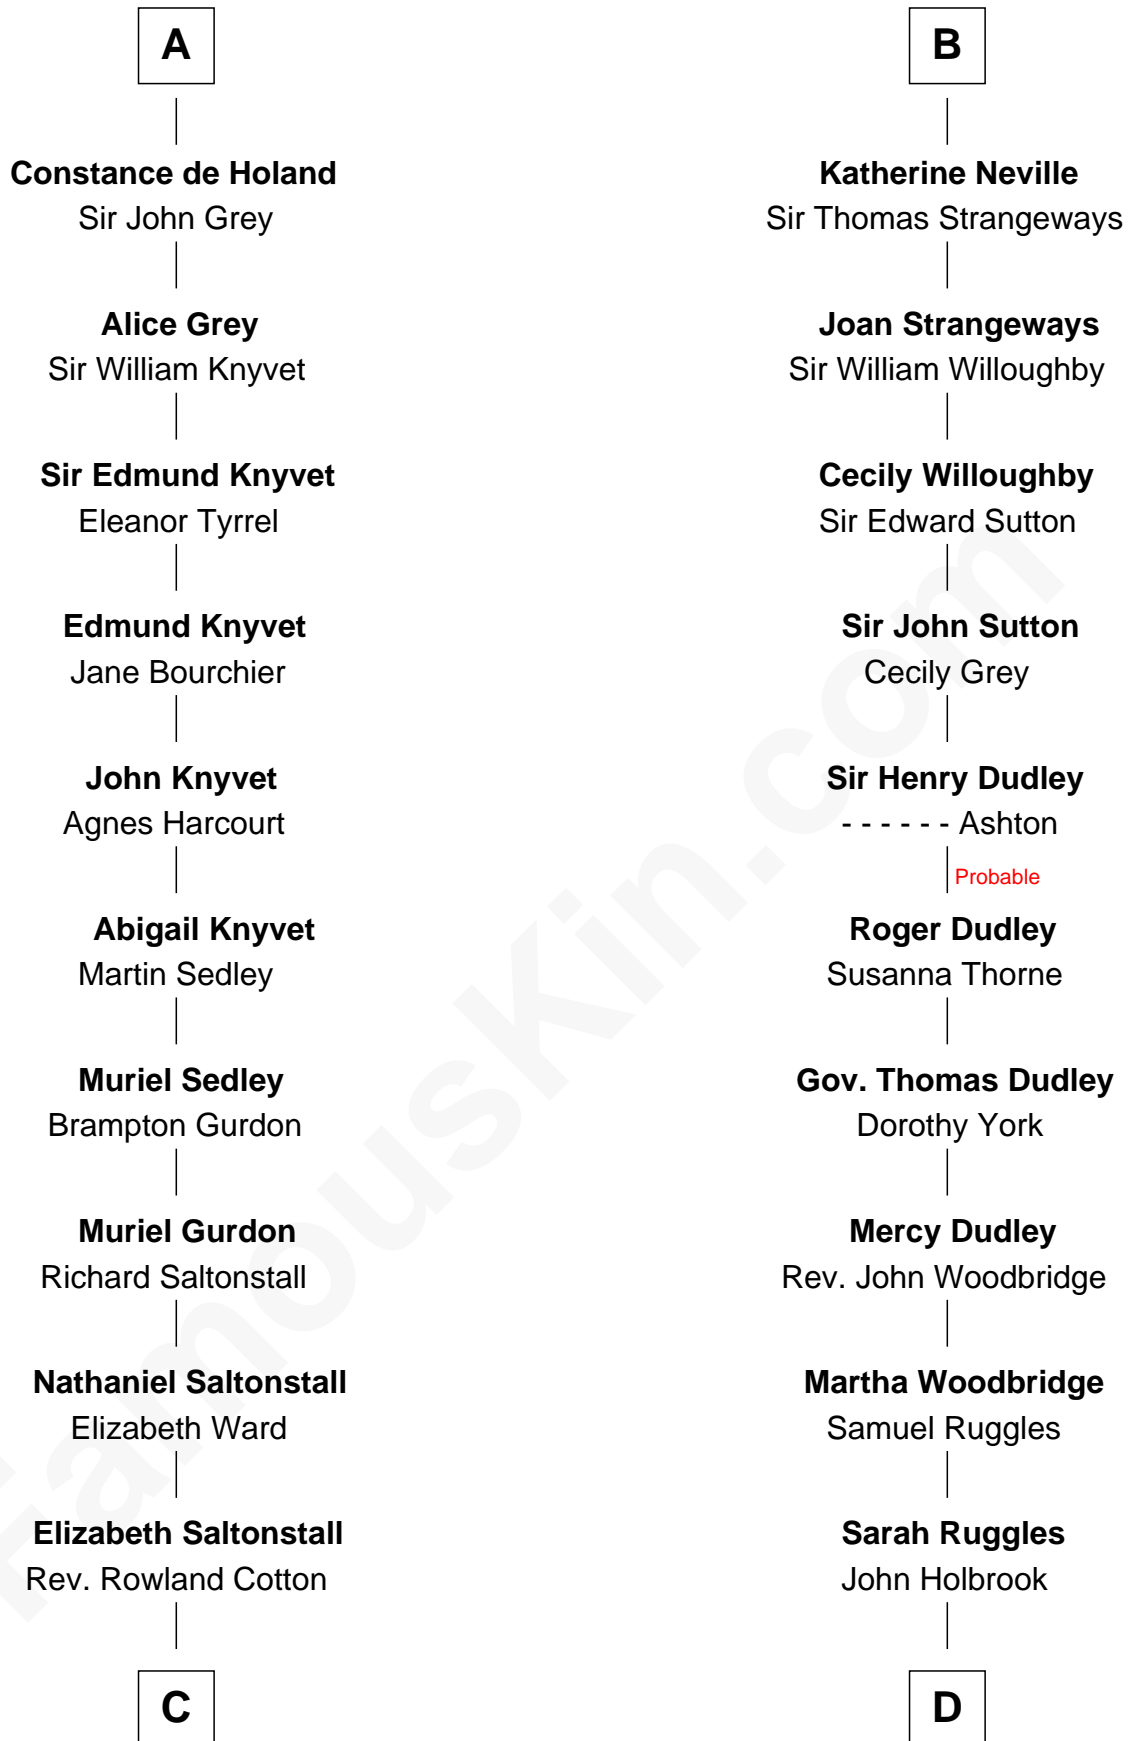 A
Constance de Holand
Sir John Grey
Alice Grey
Sir William Knyvet
Sir Edmund Knyvet
Eleanor Tyrrel
Edmund Knyvet
Jane Bourchier
John Knyvet
Agnes Harcourt
Abigail Knyvet
Martin Sedley
Muriel Sedley
Brampton Gurdon
Muriel Gurdon
Richard Saltonstall
Nathaniel Saltonstall
Elizabeth Ward
Elizabeth Saltonstall
Rev. Rowland Cotton
C
B
Katherine Neville
Sir Thomas Strangeways
Joan Strangeways
Sir William Willoughby
Cecily Willoughby
Sir Edward Sutton
Sir John Sutton
Cecily Grey
Sir Henry Dudley
- - - - - - Ashton
Probable
Roger Dudley
Susanna Thorne
Gov. Thomas Dudley
Dorothy York
Mercy Dudley
Rev. John Woodbridge
Martha Woodbridge
Samuel Ruggles
Sarah Ruggles
John Holbrook
D
FamousKin.com